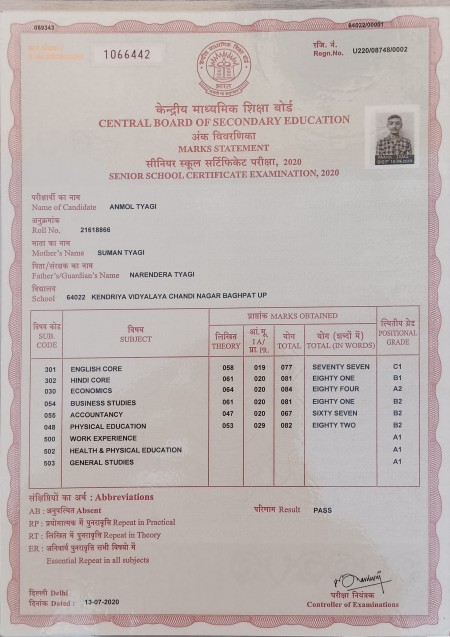 069343
64022/00001
1066442
रजि. नं.
Regn.No. U220/08748/0002
केन्द्रीय माध्यमिक शिक्षा बोर्ड
CENTRAL BOARD OF SECONDARY EDUCATION
अंक विवरणिका
MARKS STATEMENT
सीनियर स्कूल सर्टिफिकेट परीक्षा, 2020
SENIOR SCHOOL CERTIFICATE EXAMINATION, 2020
परीक्षार्थी का नाम
Name of Candidate ANMOL TYAGI
अनुक्रमांक
Roll No. 21618866
माता का नाम
Mother's Name SUMAN TYAGI
पिता/संरक्षक का नाम
Father's/Guardian's Name NARENDERA TYAGI
विद्यालय
School 64022 KENDRIYA VIDYALAYA CHANDI NAGAR BAGHPAT UP
प्राप्तांक MARKS OBTAINED
विषय कोड SUB. CODE विषय SUBJECT लिखित THEORY आं.मू. IA/ प्रा. PR. योग TOTAL योग (शब्दों में) TOTAL (IN WORDS) स्थितीय ग्रेड POSITIONAL GRADE
301 ENGLISH CORE 058 019 077 SEVENTY SEVEN C1
302 HINDI CORE 061 020 081 EIGHTY ONE B1
030 ECONOMICS 064 020 084 EIGHTY FOUR A2
054 BUSINESS STUDIES 061 020 081 EIGHTY ONE B2
055 ACCOUNTANCY 047 020 067 SIXTY SEVEN B2
048 PHYSICAL EDUCATION 053 029 082 EIGHTY TWO B2
500 WORK EXPERIENCE A1
502 HEALTH & PHYSICAL EDUCATION A1
503 GENERAL STUDIES A1
संक्षिप्तियों का अर्थ : Abbreviations
AB : अनुपस्थित Absent परिणाम Result PASS
RP : प्रयोगात्मक में पुनरावृत्ति Repeat in Practical
RT : लिखित में पुनरावृत्ति Repeat in Theory
ER : अनिवार्य पुनरावृत्ति सभी विषयों में
Essential Repeat in all subjects
दिल्ली Delhi
दिनांक Dated : 13-07-2020
परीक्षा नियंत्रक
Controller of Examinations